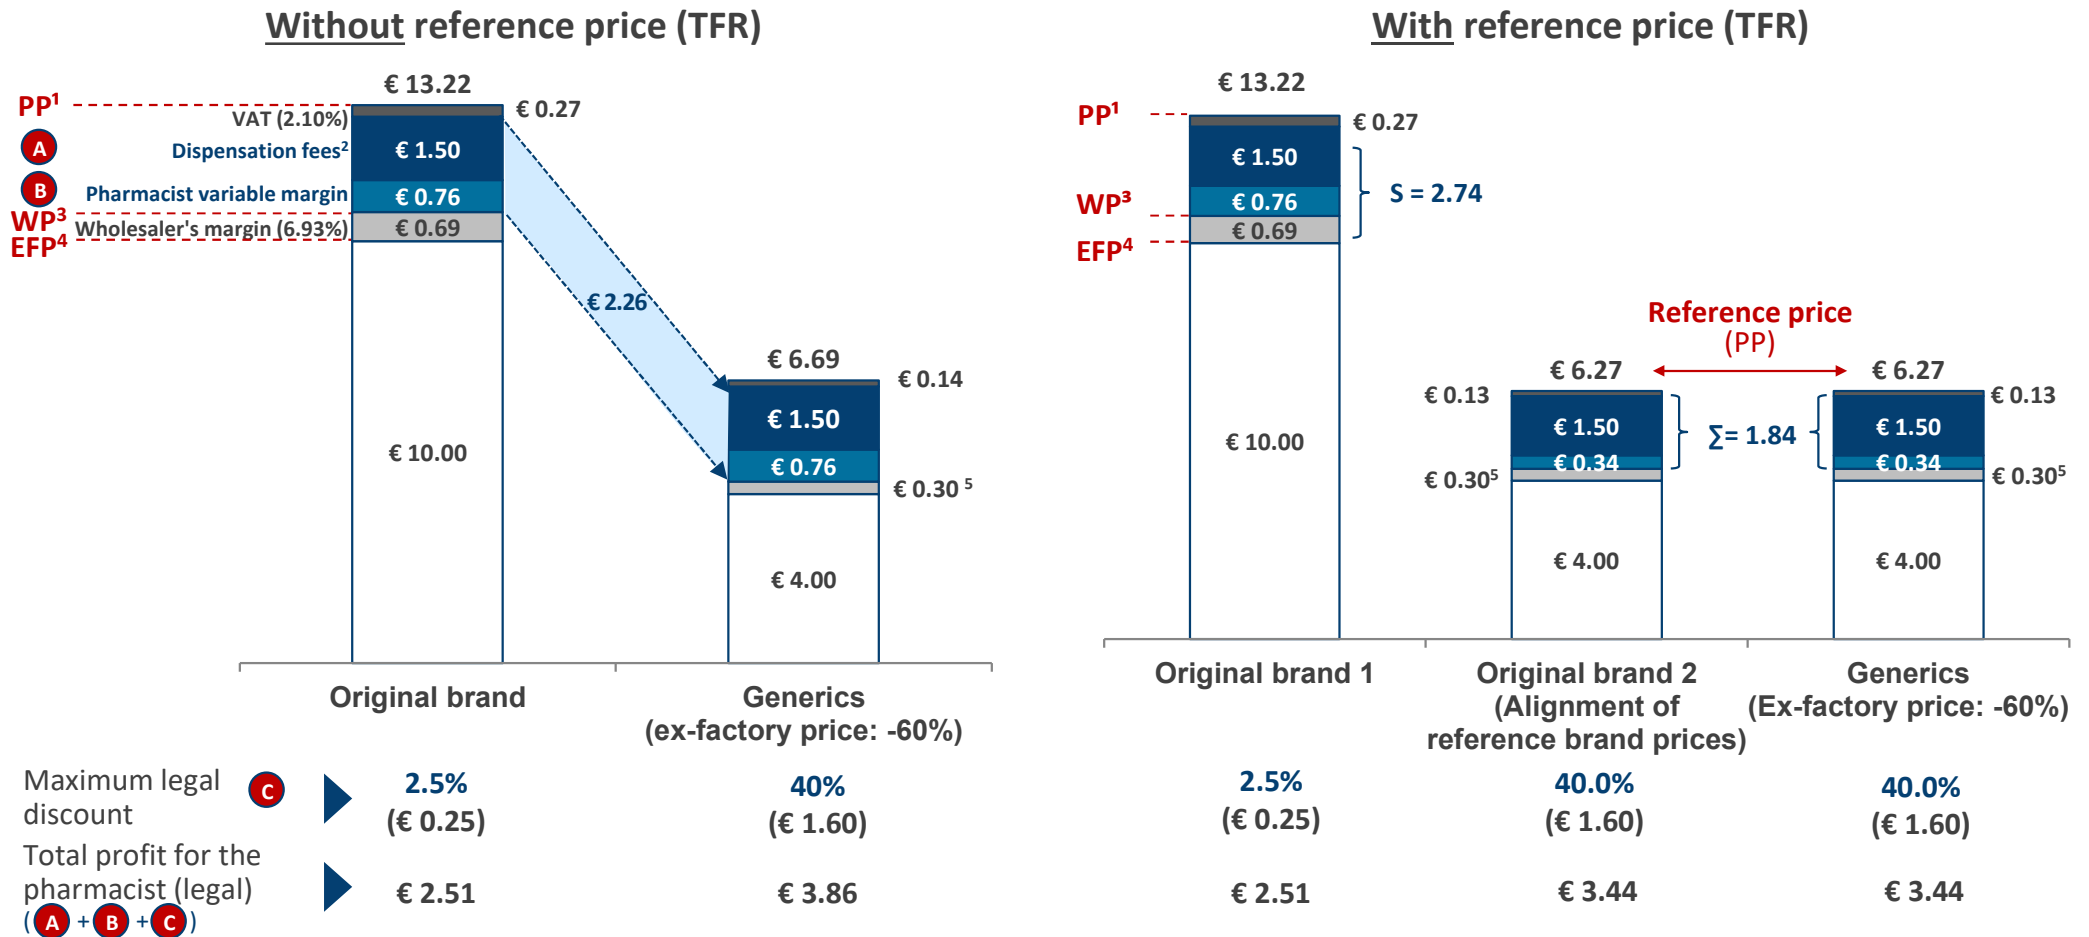 Without reference price (TFR)
€ 13.22
PP¹
VAT (2.10%)
€ 0.27
A
Dispensation fees²
€ 1.50
B
Pharmacist variable margin
€ 0.76
WP³
Wholesaler's margin (6.93%)
€ 0.69
EFP⁴
€ 2.26
€ 10.00
€ 6.69
€ 0.14
€ 1.50
€ 0.76
€ 0.30 ⁵
€ 4.00
Original brand
Generics
(ex-factory price: -60%)
With reference price (TFR)
€ 13.22
PP¹
€ 0.27
€ 1.50
S = 2.74
WP³
€ 0.76
€ 0.69
EFP⁴
€ 10.00
Reference price
(PP)
€ 6.27
€ 6.27
€ 0.13
€ 0.13
€ 1.50
∑= 1.84
€ 1.50
€ 0.34
€ 0.34
€ 0.30⁵
€ 0.30⁵
€ 4.00
€ 4.00
Original brand 1
Original brand 2
(Alignment of
reference brand prices)
Generics
(Ex-factory price: -60%)
Maximum legal
discount
C
2.5%
(€ 0.25)
40%
(€ 1.60)
2.5%
(€ 0.25)
40.0%
(€ 1.60)
40.0%
(€ 1.60)
Total profit for the
pharmacist (legal)
(A + B + C)
€ 2.51
€ 3.86
€ 2.51
€ 3.44
€ 3.44